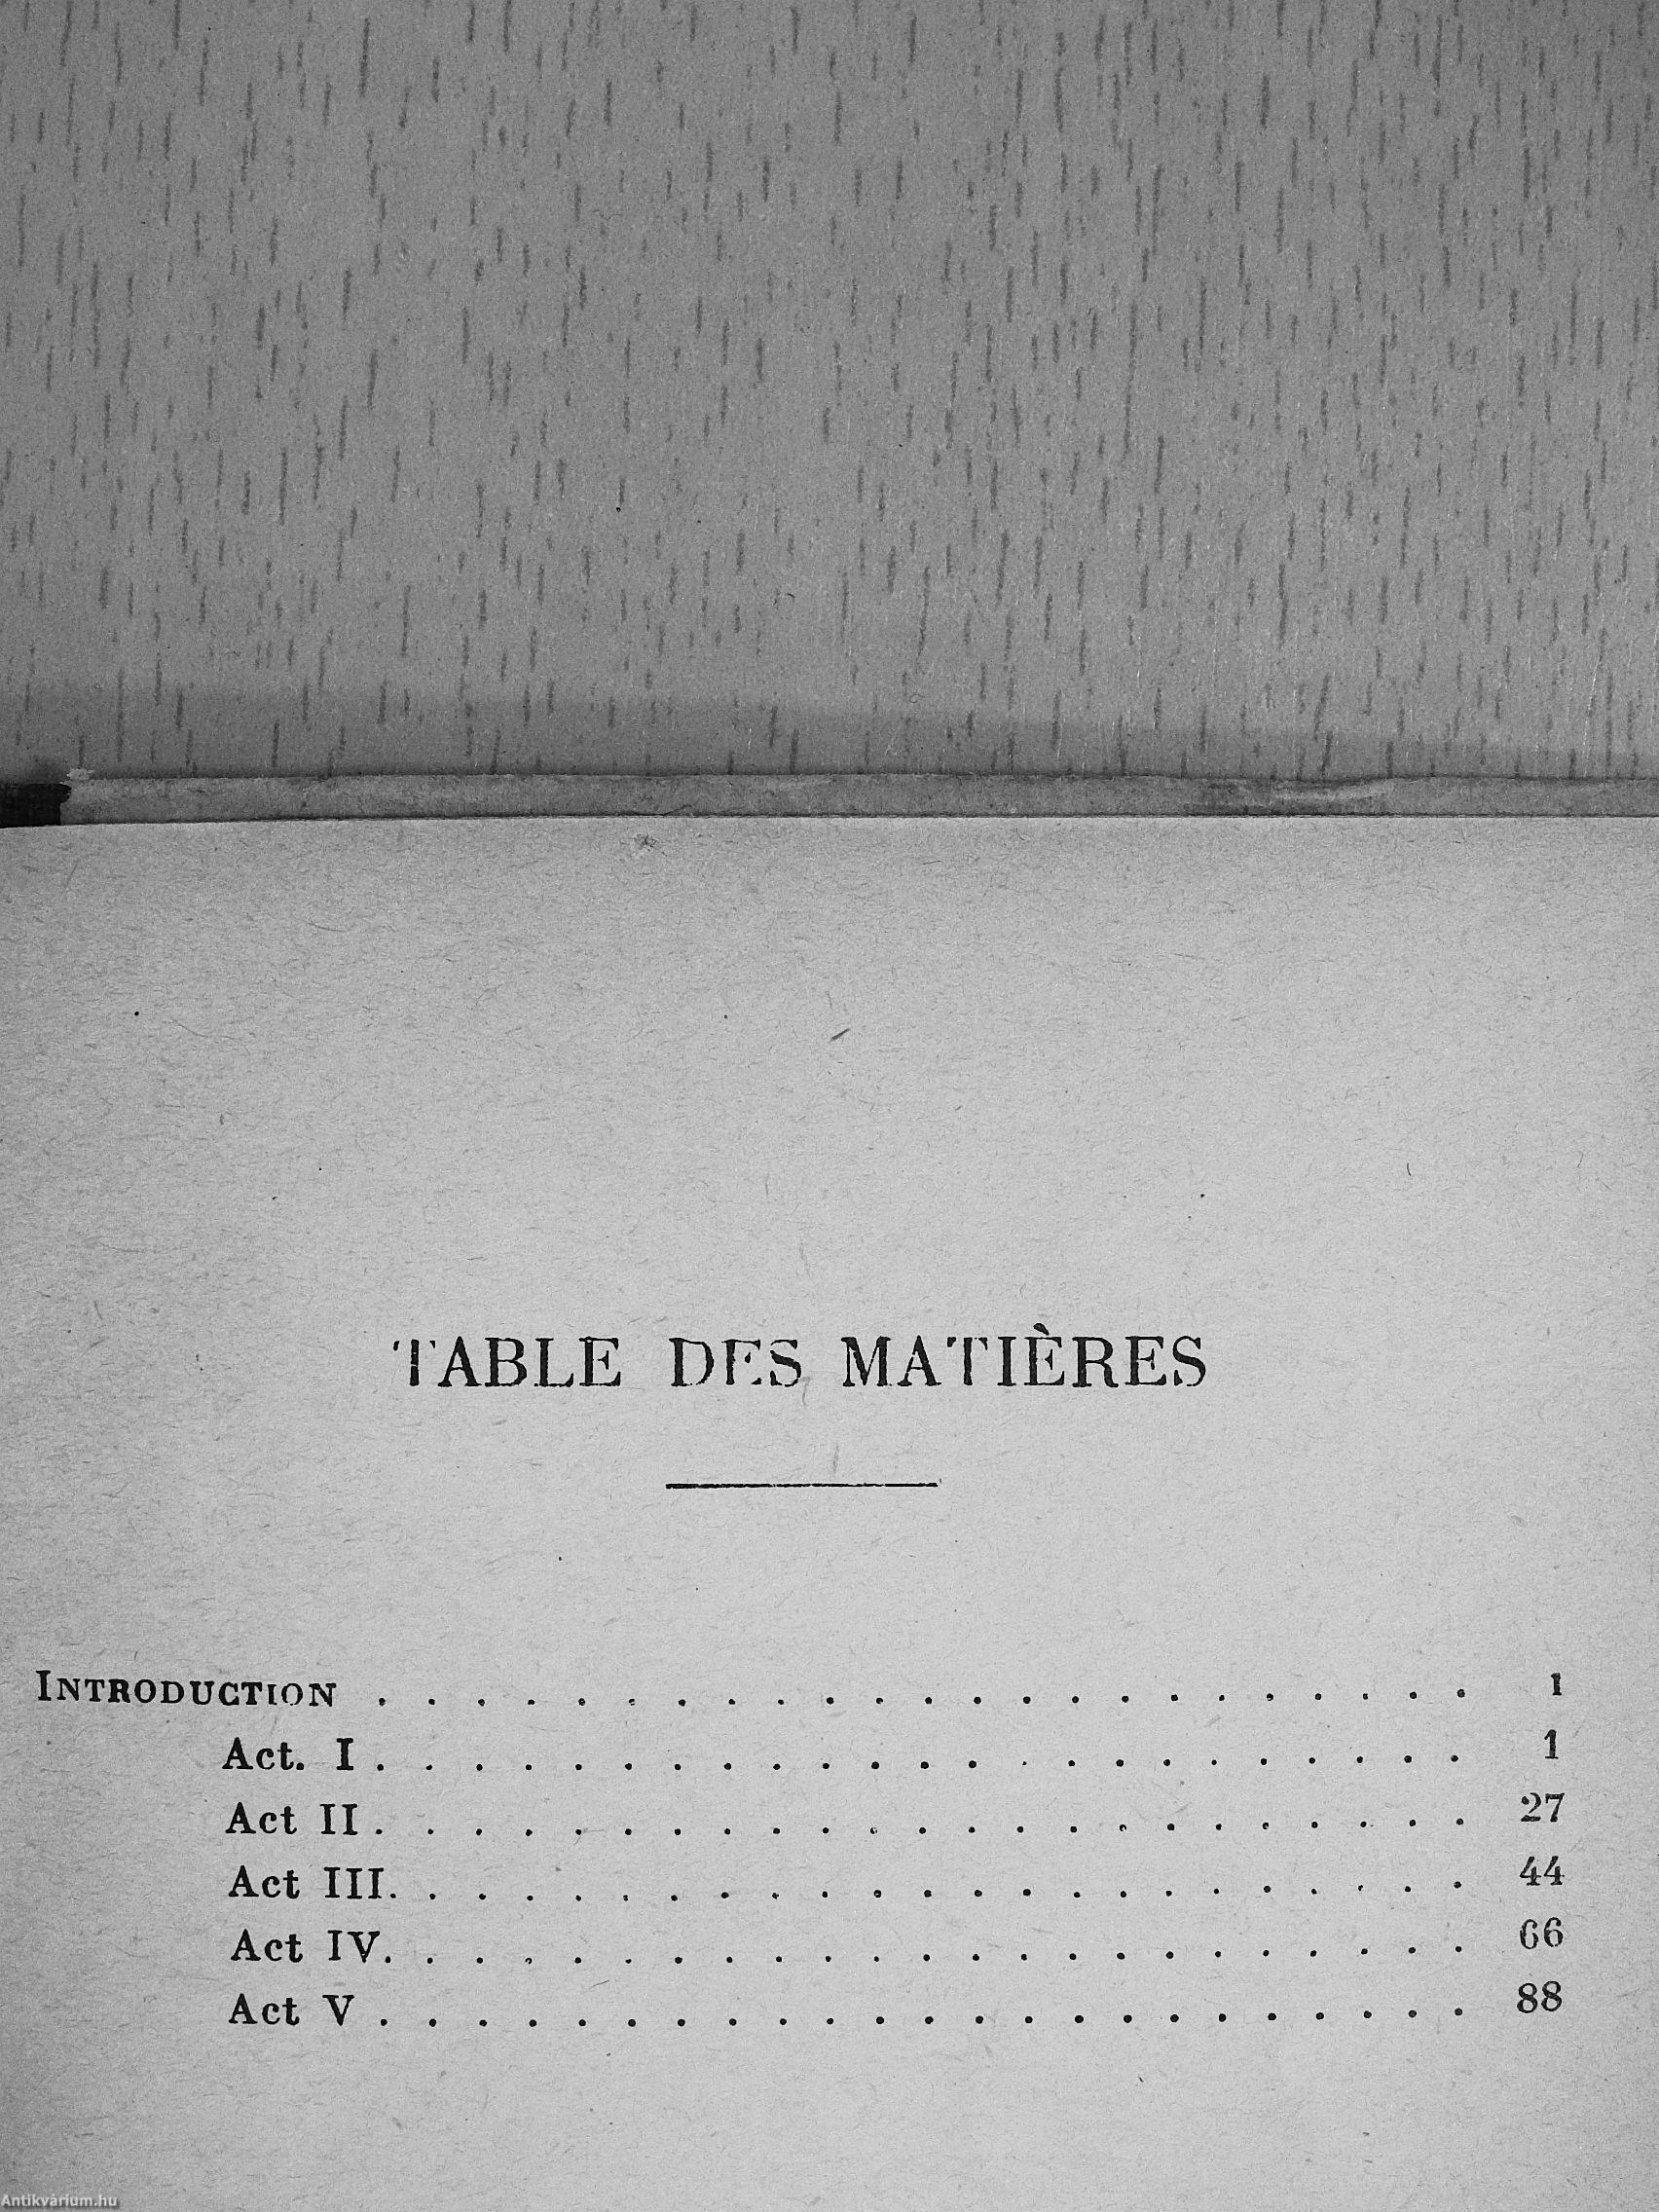 TABLE DES MATIÈRES
INTRODUCTION . . . . . . . . . . . . . . . . . . . . . . . 1
Act. I . . . . . . . . . . . . . . . . . . . . . . . 1
Act II . . . . . . . . . . . . . . . . . . . . . . . 27
Act III. . . . . . . . . . . . . . . . . . . . . . . 44
Act IV. . . . . . . . . . . . . . . . . . . . . . . 66
Act V . . . . . . . . . . . . . . . . . . . . . . . 88
Antikvárium.hu